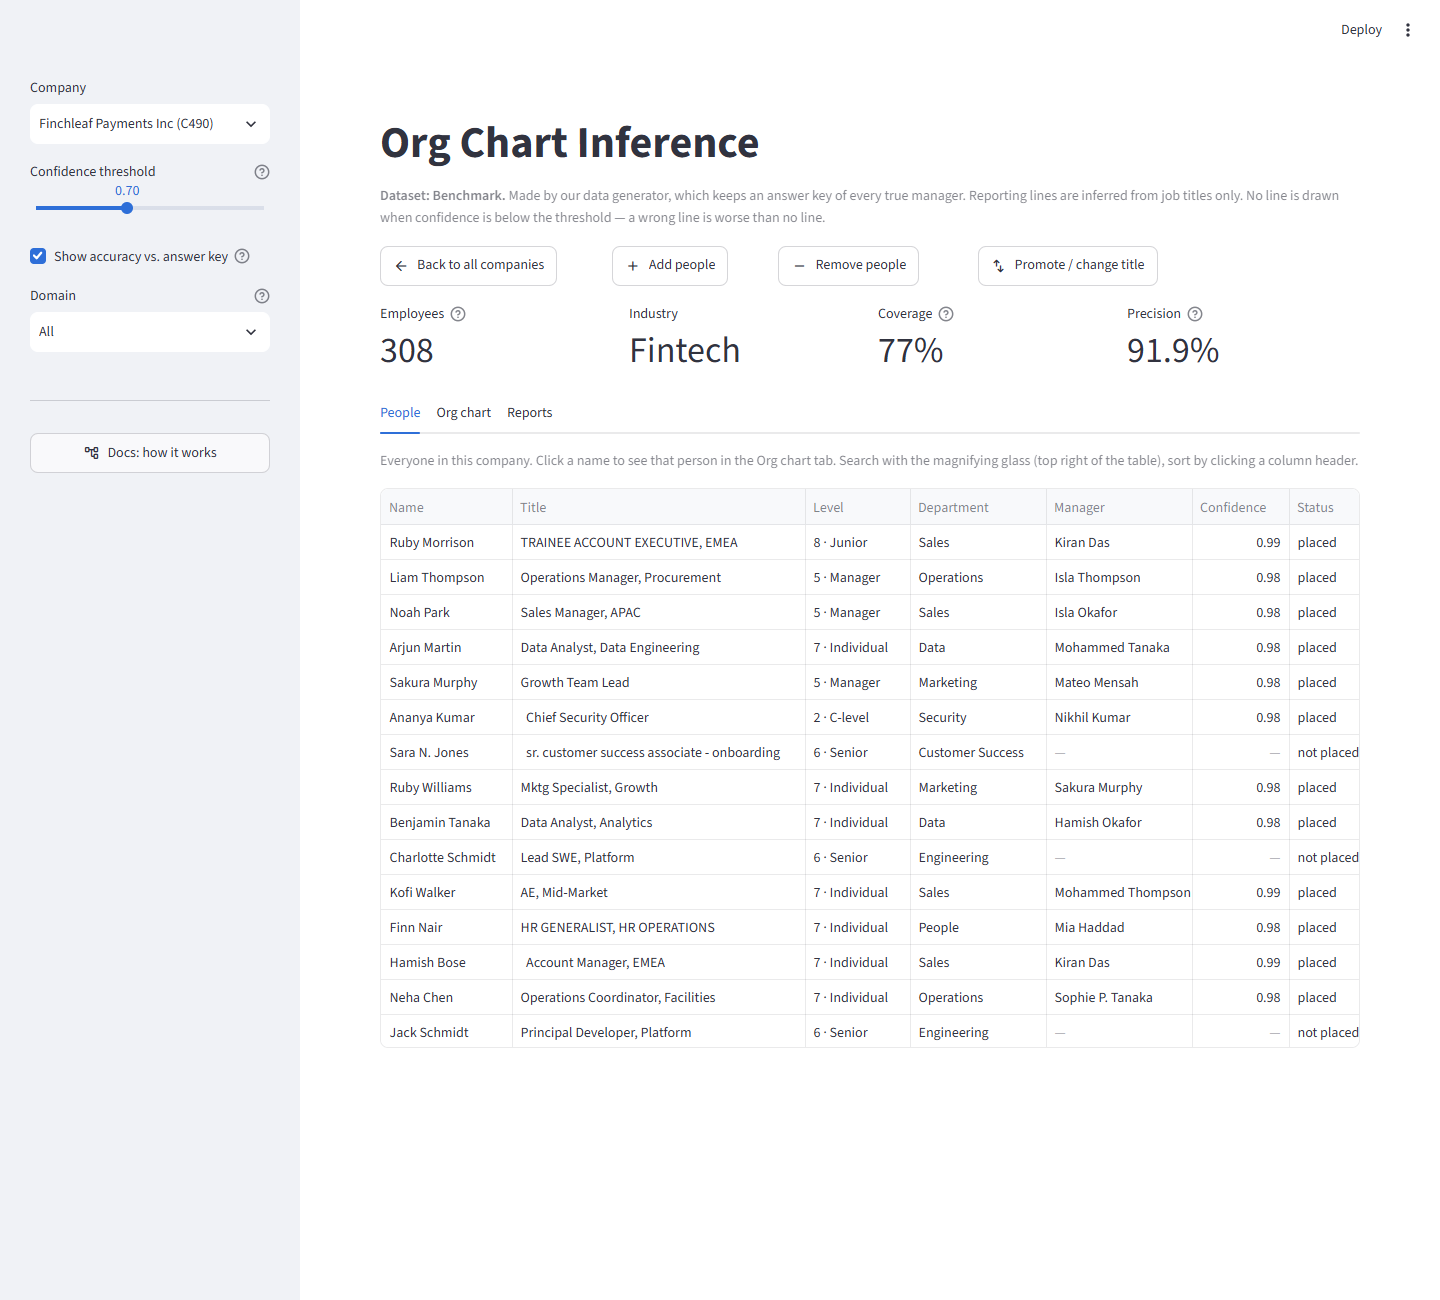 Deploy
Company
Finchleaf Payments Inc (C490)
Confidence threshold
0.70
Show accuracy vs. answer key
Domain
All
Docs: how it works
Org Chart Inference
Dataset: Benchmark. Made by our data generator, which keeps an answer key of every true manager. Reporting lines are inferred from job titles only. No line is drawn
when confidence is below the threshold — a wrong line is worse than no line.
Back to all companies Add people Remove people Promote / change title
Employees Industry Coverage Precision
308 Fintech 77% 91.9%
People Org chart Reports
Everyone in this company. Click a name to see that person in the Org chart tab. Search with the magnifying glass (top right of the table), sort by clicking a column header.
Name Title Level Department Manager Confidence Status
Ruby Morrison TRAINEE ACCOUNT EXECUTIVE, EMEA 8 · Junior Sales Kiran Das 0.99 placed
Liam Thompson Operations Manager, Procurement 5 · Manager Operations Isla Thompson 0.98 placed
Noah Park Sales Manager, APAC 5 · Manager Sales Isla Okafor 0.98 placed
Arjun Martin Data Analyst, Data Engineering 7 · Individual Data Mohammed Tanaka 0.98 placed
Sakura Murphy Growth Team Lead 5 · Manager Marketing Mateo Mensah 0.98 placed
Ananya Kumar Chief Security Officer 2 · C-level Security Nikhil Kumar 0.98 placed
Sara N. Jones sr. customer success associate - onboarding 6 · Senior Customer Success — — not placed
Ruby Williams Mktg Specialist, Growth 7 · Individual Marketing Sakura Murphy 0.98 placed
Benjamin Tanaka Data Analyst, Analytics 7 · Individual Data Hamish Okafor 0.98 placed
Charlotte Schmidt Lead SWE, Platform 6 · Senior Engineering — — not placed
Kofi Walker AE, Mid-Market 7 · Individual Sales Mohammed Thompson 0.99 placed
Finn Nair HR GENERALIST, HR OPERATIONS 7 · Individual People Mia Haddad 0.98 placed
Hamish Bose Account Manager, EMEA 7 · Individual Sales Kiran Das 0.99 placed
Neha Chen Operations Coordinator, Facilities 7 · Individual Operations Sophie P. Tanaka 0.98 placed
Jack Schmidt Principal Developer, Platform 6 · Senior Engineering — — not placed